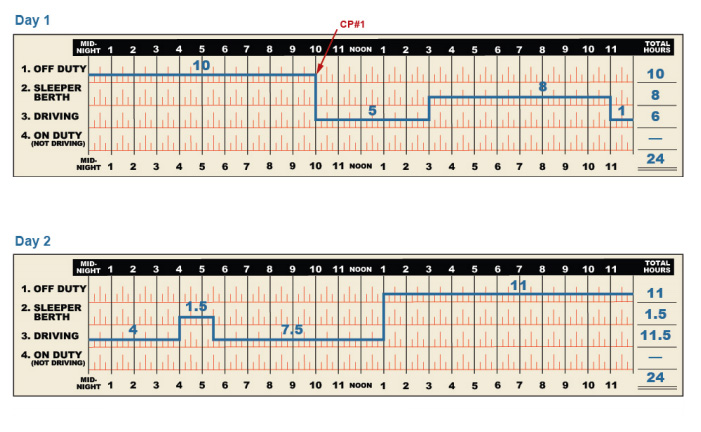 Day 1
CP#1
MID-
NIGHT 1 2 3 4 5 6 7 8 9 10 11 NOON 1 2 3 4 5 6 7 8 9 10 11
TOTAL
HOURS
1. OFF DUTY 10 10
2. SLEEPER
BERTH 8 8
3. DRIVING 5 1 6
4. ON DUTY
(NOT DRIVING) —
MID-
NIGHT 1 2 3 4 5 6 7 8 9 10 11 NOON 1 2 3 4 5 6 7 8 9 10 11 24
Day 2
MID-
NIGHT 1 2 3 4 5 6 7 8 9 10 11 NOON 1 2 3 4 5 6 7 8 9 10 11
TOTAL
HOURS
1. OFF DUTY 11 11
2. SLEEPER
BERTH 1.5 1.5
3. DRIVING 4 7.5 11.5
4. ON DUTY
(NOT DRIVING) —
MID-
NIGHT 1 2 3 4 5 6 7 8 9 10 11 NOON 1 2 3 4 5 6 7 8 9 10 11 24